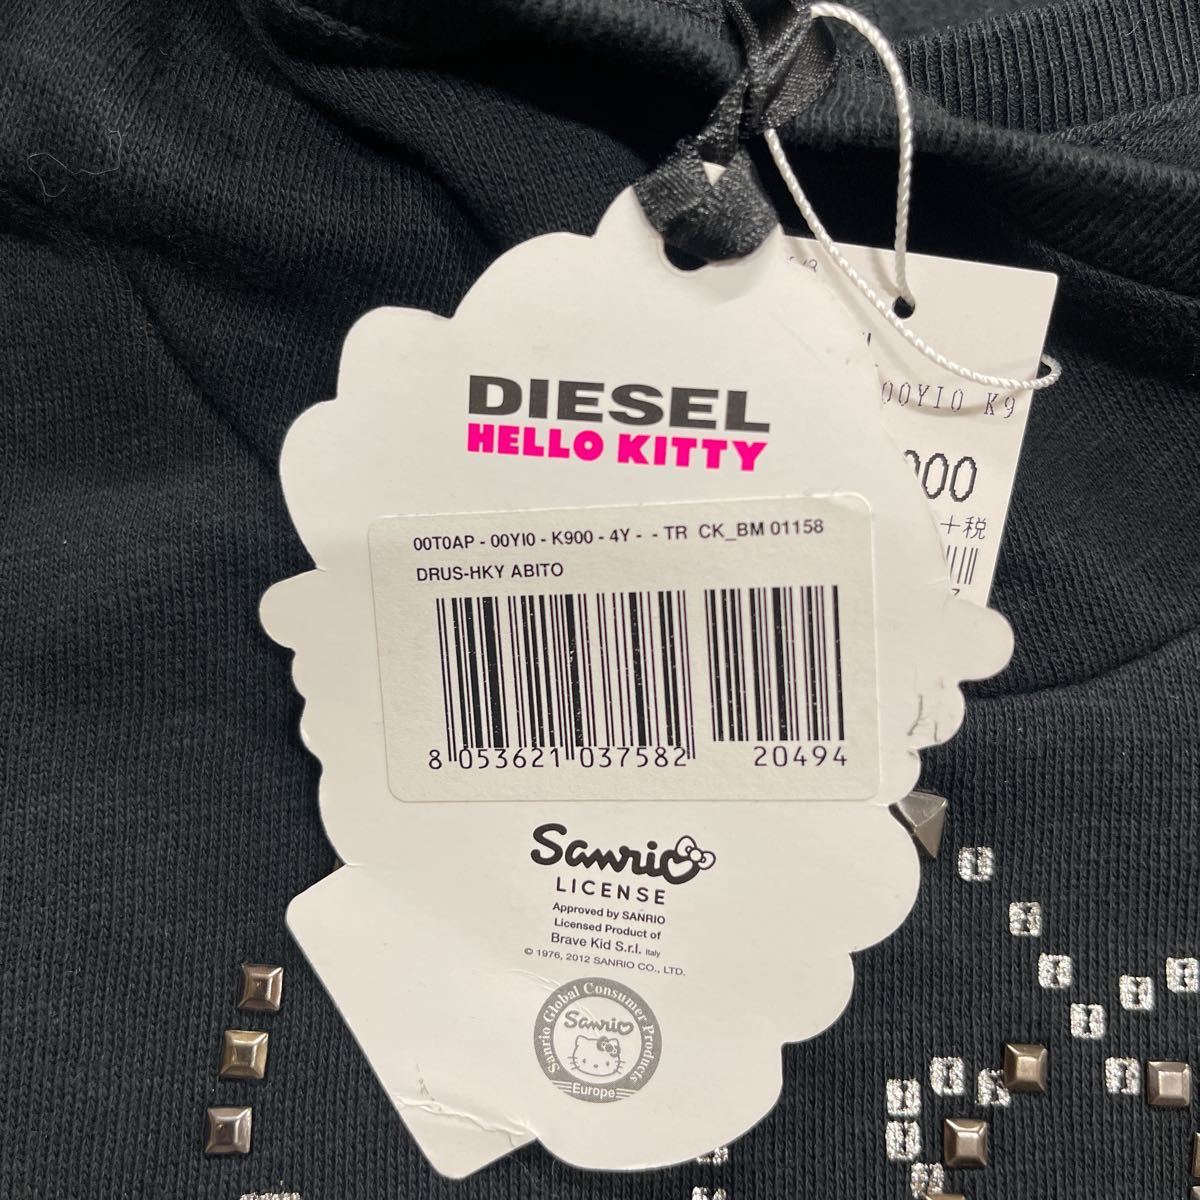 DIESEL
HELLO KITTY
00T0AP - 00YI0 - K900 - 4Y - - TR CK_BM 01158
DRUS-HKY ABITO
8 053621 037582 20494
Sanrio
LICENSE
Approved by SANRIO
Licensed Product of
Brave Kid S.r.l. Italy
© 1976, 2012 SANRIO CO., LTD.
Sanrio Global Consumer Products
Sanrio
Europe
00YI0 K9
000
+税